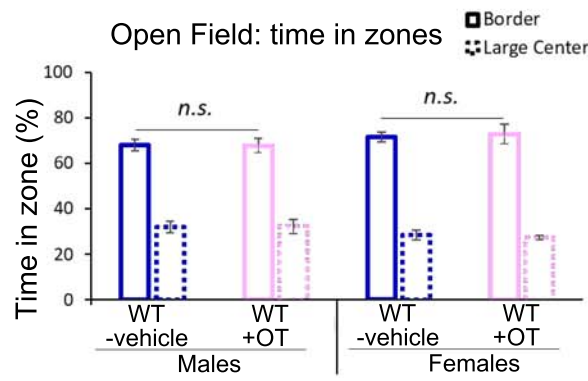 Open Field: time in zones
Border
Large Center
Time in zone (%)
100
80
60
40
20
0
n.s.
n.s.
WT
-vehicle
WT
+OT
WT
-vehicle
WT
+OT
Males
Females